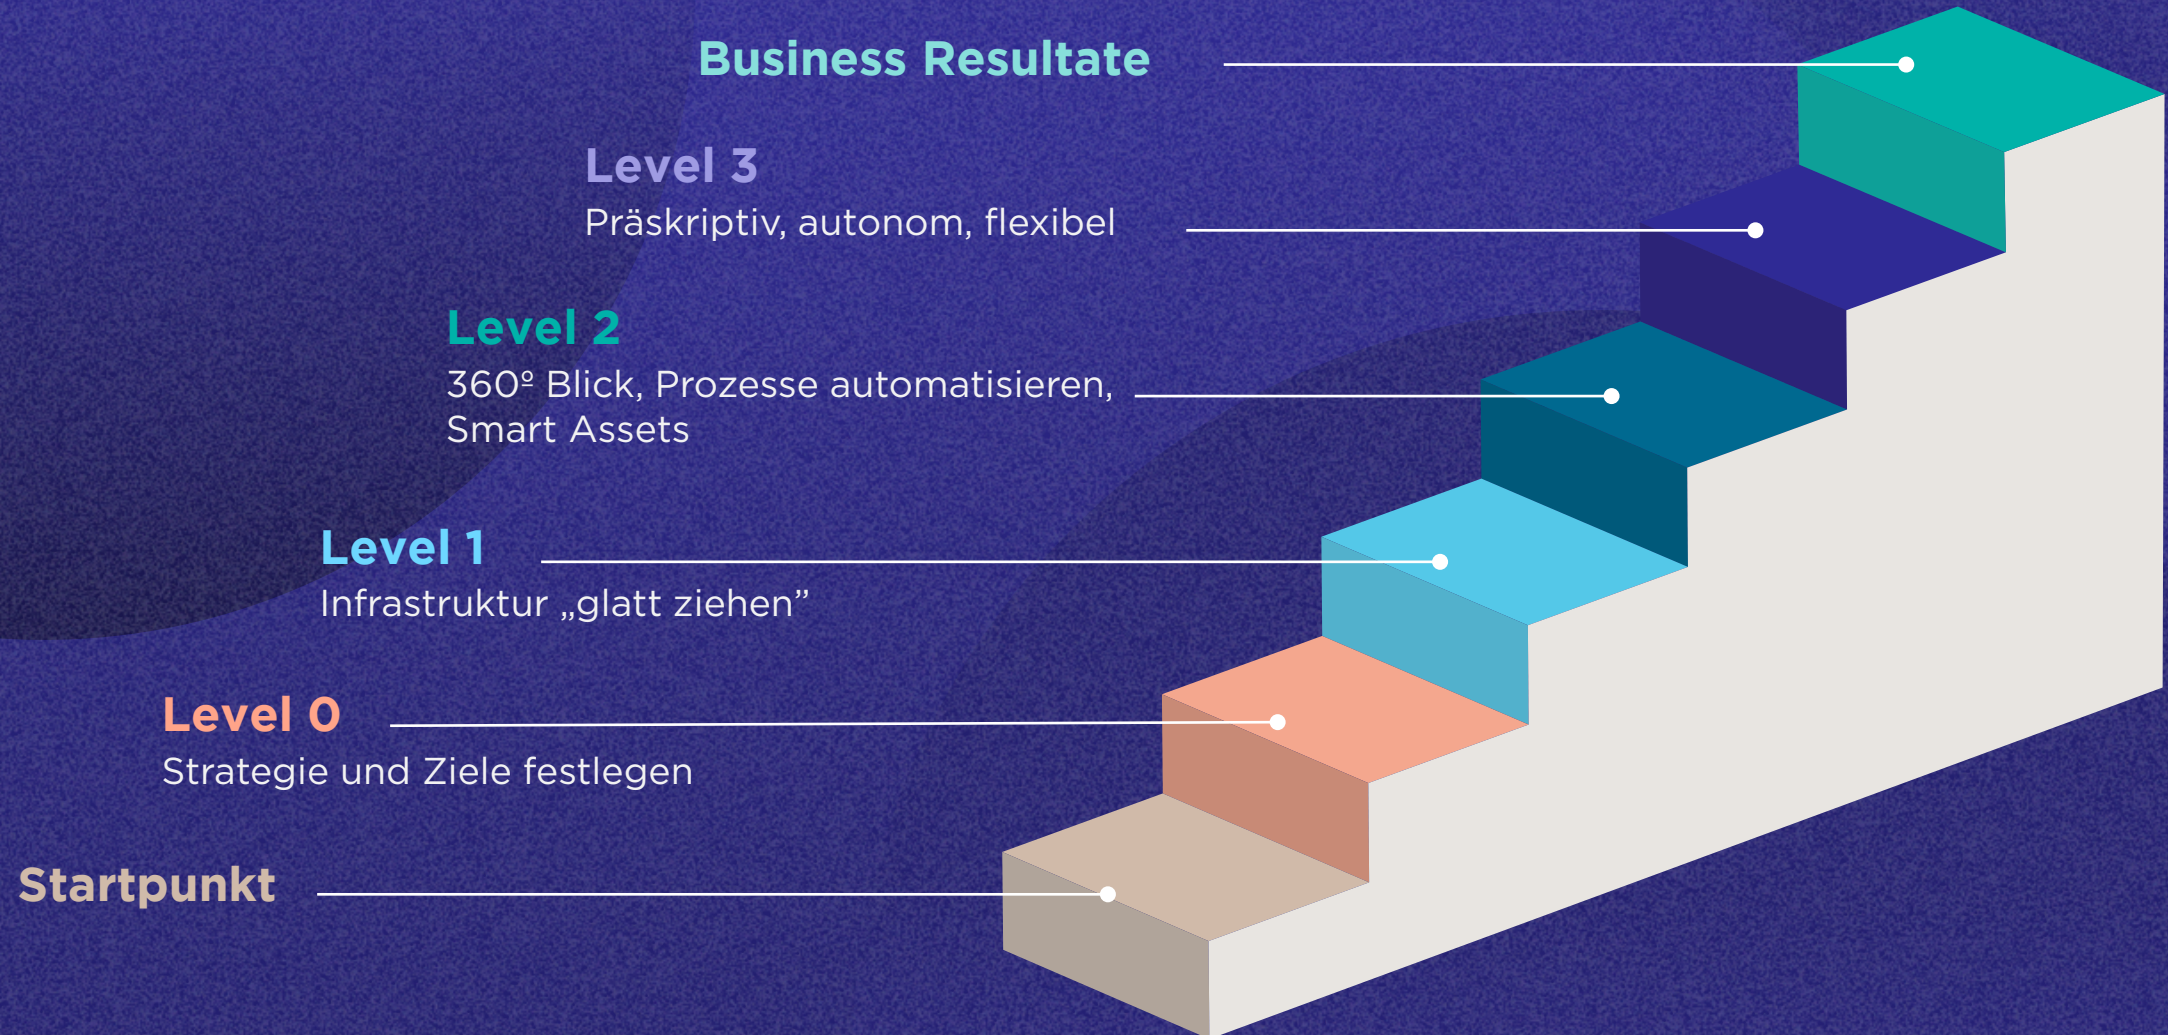 Business Resultate
Level 3
Präskriptiv, autonom, flexibel
Level 2
360º Blick, Prozesse automatisieren,
Smart Assets
Level 1
Infrastruktur „glatt ziehen”
Level 0
Strategie und Ziele festlegen
Startpunkt